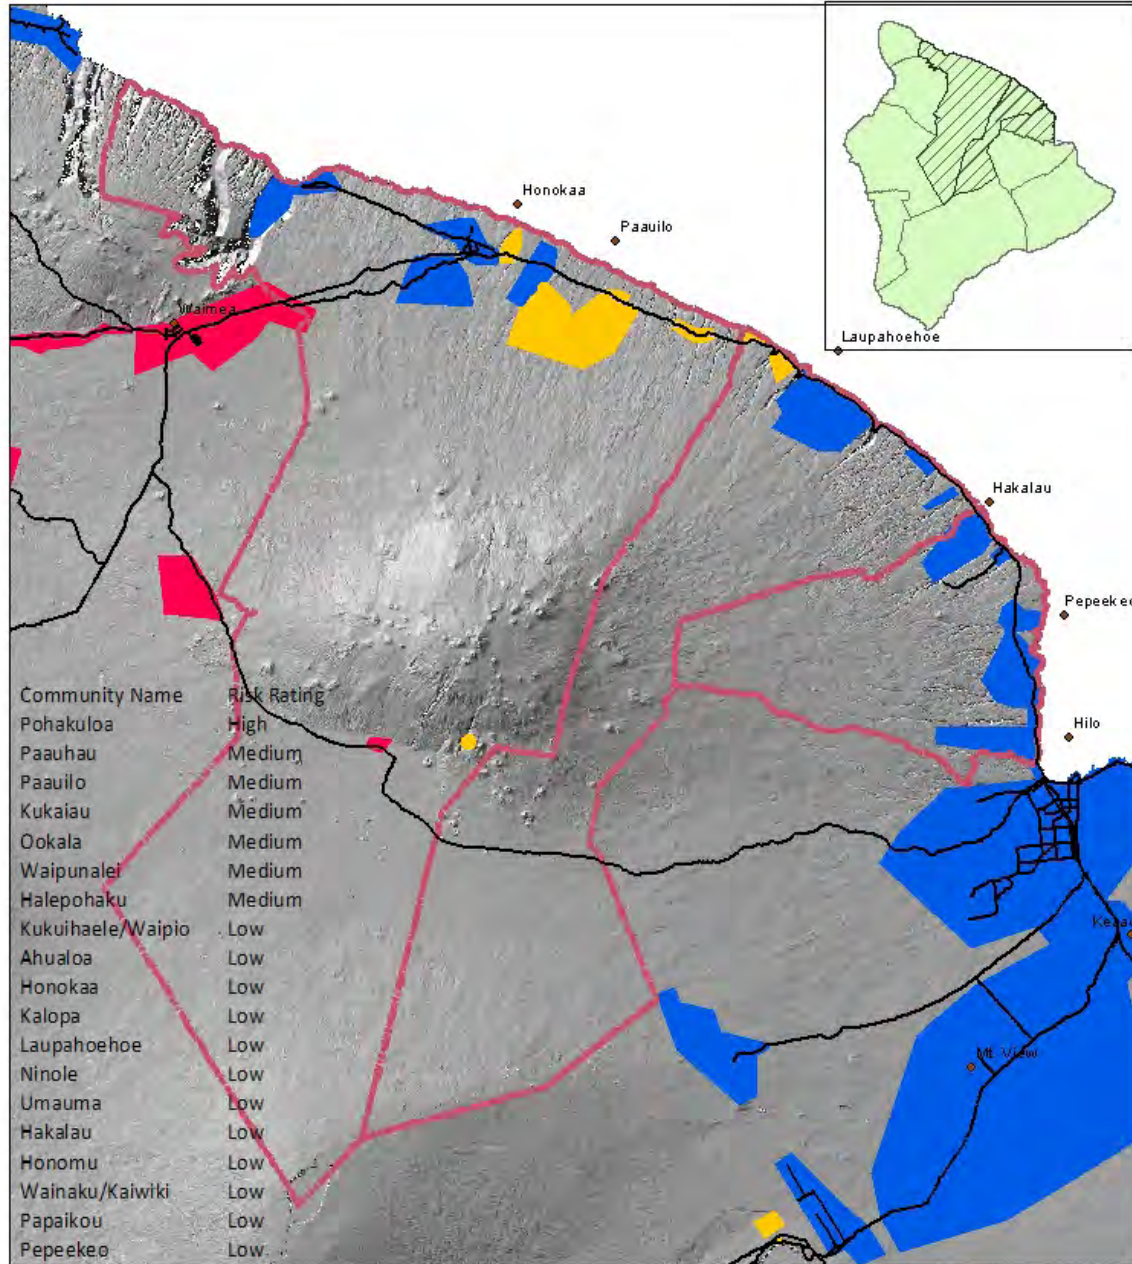 Honokaa
Paauilo
Waimea
Laupahoehoe
Hakalau
Pepeekeo
Hilo
Mt. View
Community Name Risk Rating
Pohakuloa High
Paauhau Medium
Paauilo Medium
Kukaiau Medium
Ookala Medium
Waipunalei Medium
Halepohaku Medium
Kukuihaele/Waipio Low
Ahualoa Low
Honokaa Low
Kalopa Low
Laupahoehoe Low
Ninole Low
Umauma Low
Hakalau Low
Honomu Low
Wainaku/Kaiwiki Low
Papaikou Low
Pepeekeo Low